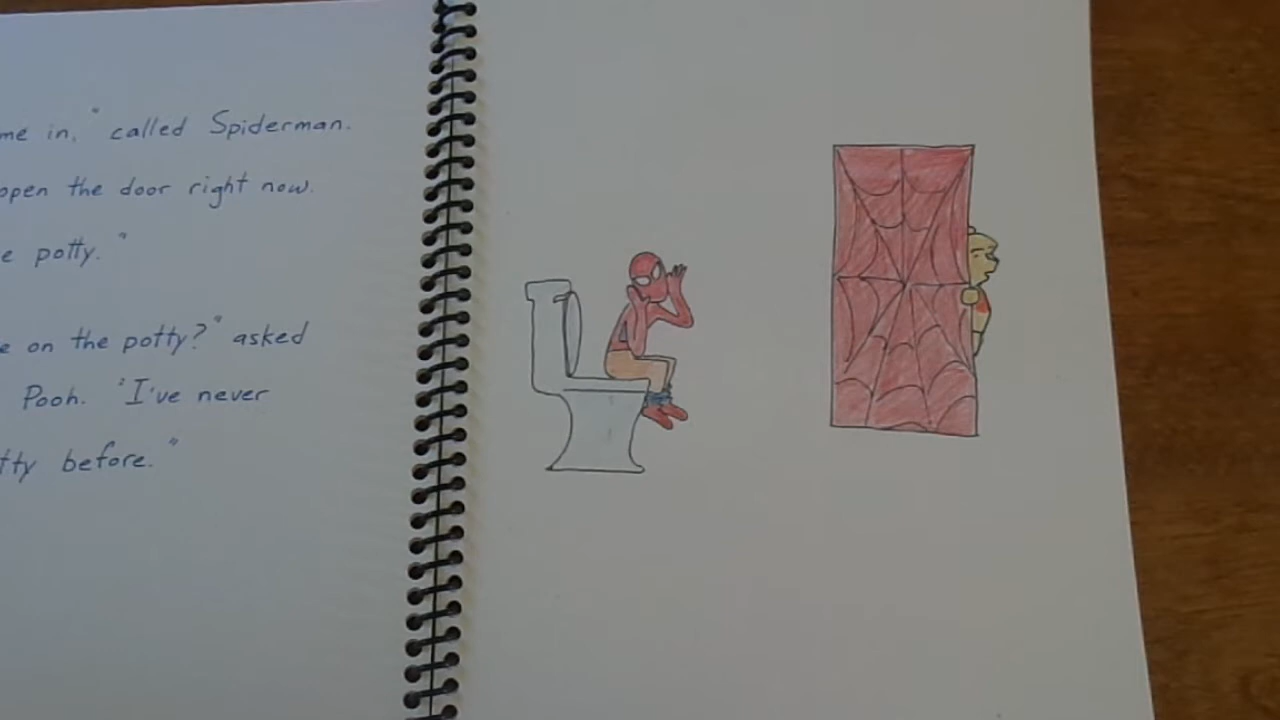 me in," called Spiderman.
open the door right now.
e potty."
e on the potty?" asked
Pooh. "I've never
tty before."